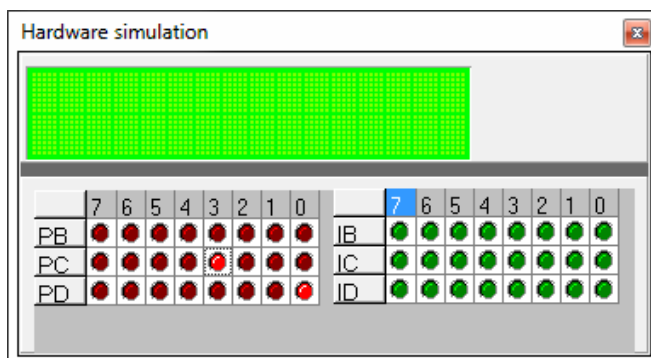 Hardware simulation
7 6 5 4 3 2 1 0 7 6 5 4 3 2 1 0
PB IB
PC IC
PD ID